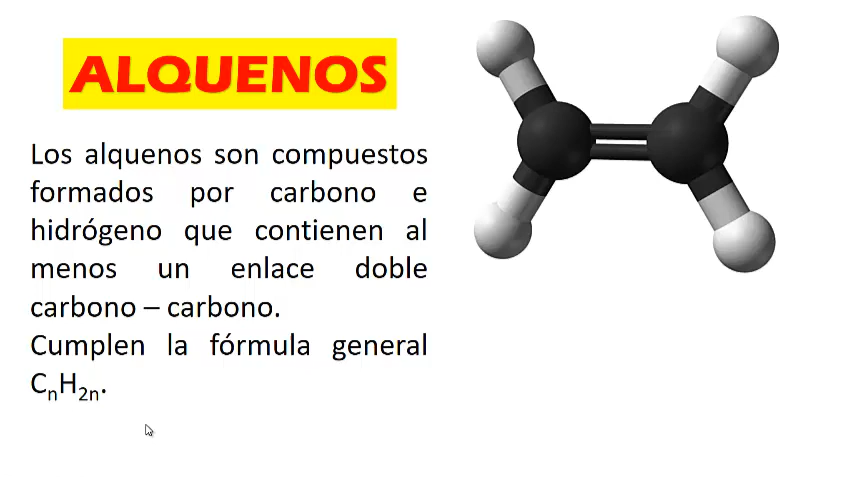 ALQUENOS
Los alquenos son compuestos
formados por carbono e
hidrógeno que contienen al
menos un enlace doble
carbono – carbono.
Cumplen la fórmula general
CₙH₂ₙ.